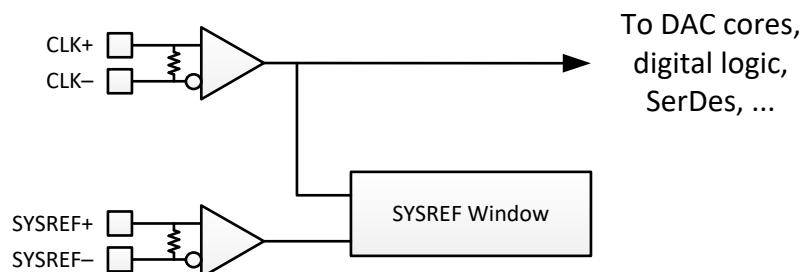 CLK+
CLK–
To DAC cores,
digital logic,
SerDes, ...
SYSREF+
SYSREF–
SYSREF Window